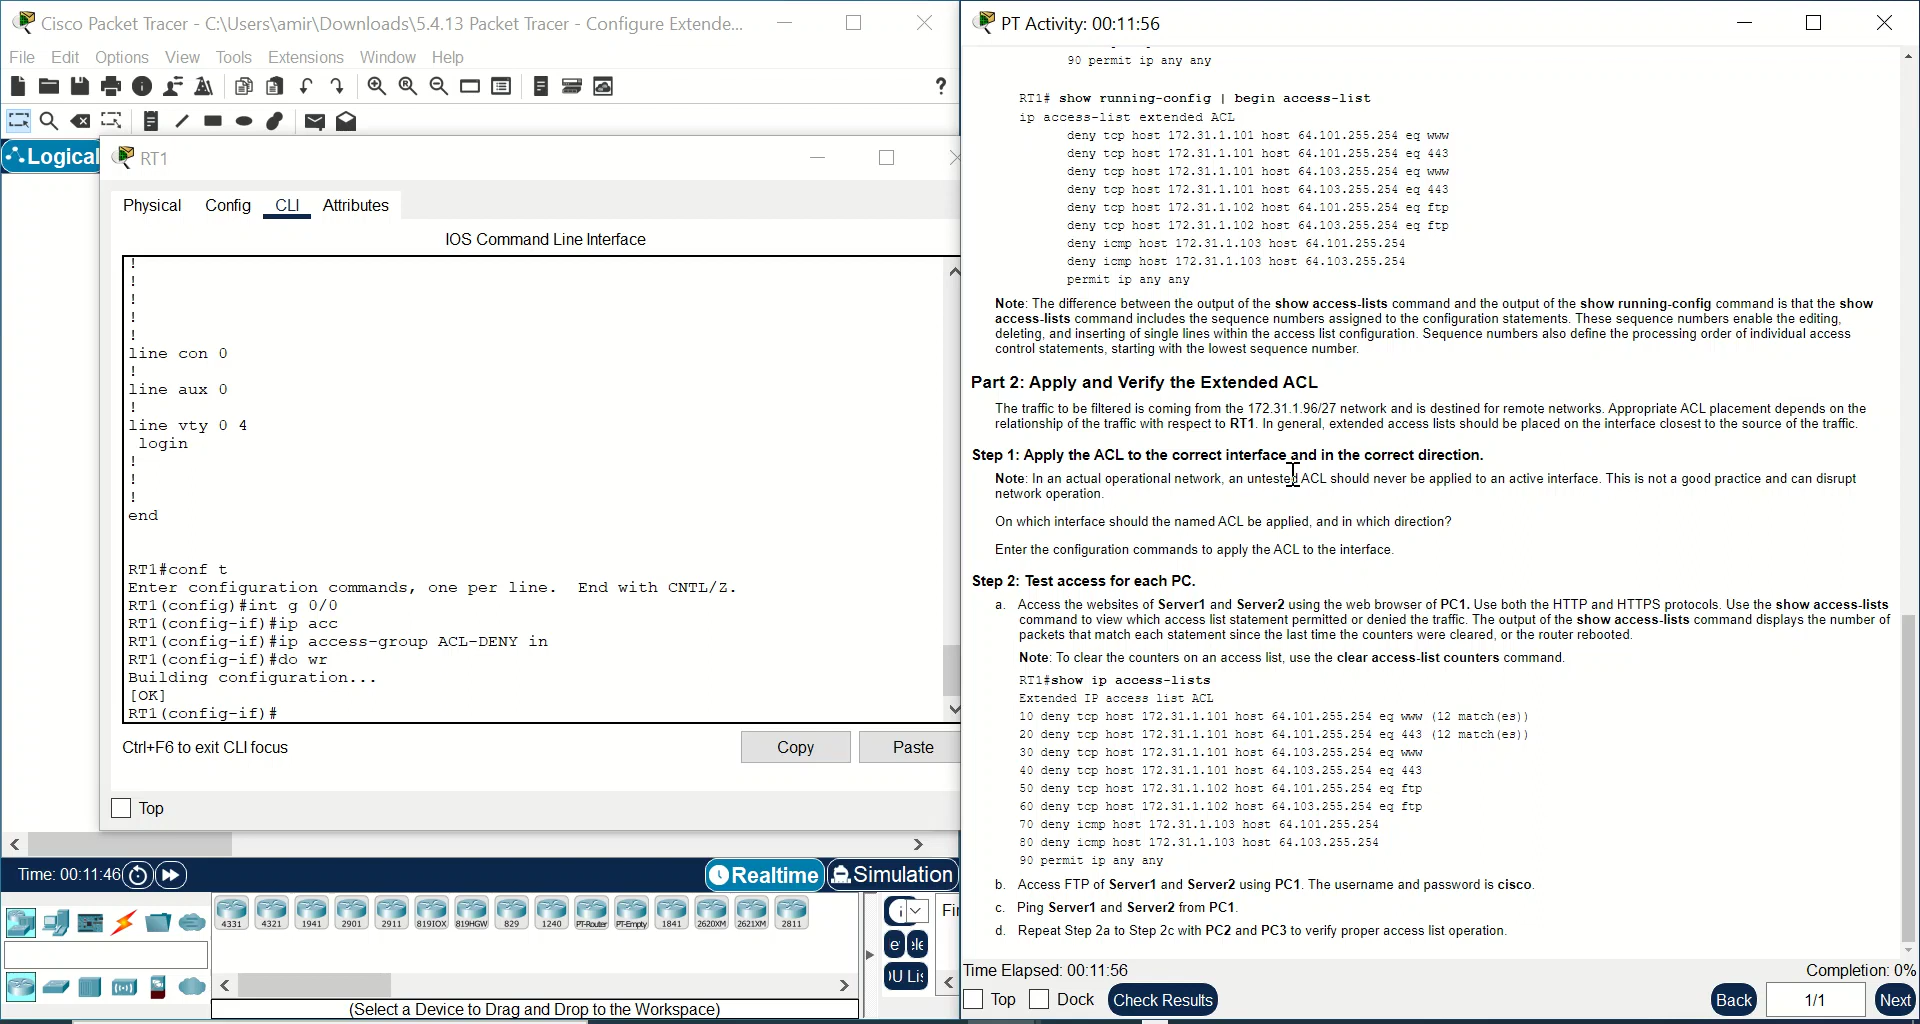 Cisco Packet Tracer - C:\Users\amir\Downloads\5.4.13 Packet Tracer - Configure Extende...
File Edit Options View Tools Extensions Window Help
Logical
RT1
Physical Config CLI Attributes
IOS Command Line Interface
!
!
!
!
!
line con 0
!
line aux 0
!
line vty 0 4
login
!
!
!
end
RT1#conf t
Enter configuration commands, one per line. End with CNTL/Z.
RT1(config)#int g 0/0
RT1(config-if)#ip acc
RT1(config-if)#ip access-group ACL-DENY in
RT1(config-if)#do wr
Building configuration...
[OK]
RT1(config-if)#
Ctrl+F6 to exit CLI focus
Copy Paste
Top
Time: 00:11:46
Realtime Simulation
4331 4321 1941 2901 2911 819IOX 819HGW 829 1240 PT-Router PT-Empty 1841 2620XM 2621XM 2811
(Select a Device to Drag and Drop to the Workspace)
PT Activity: 00:11:56
90 permit ip any any
RT1# show running-config | begin access-list
ip access-list extended ACL
deny tcp host 172.31.1.101 host 64.101.255.254 eq www
deny tcp host 172.31.1.101 host 64.101.255.254 eq 443
deny tcp host 172.31.1.101 host 64.103.255.254 eq www
deny tcp host 172.31.1.101 host 64.103.255.254 eq 443
deny tcp host 172.31.1.102 host 64.101.255.254 eq ftp
deny tcp host 172.31.1.102 host 64.103.255.254 eq ftp
deny icmp host 172.31.1.103 host 64.101.255.254
deny icmp host 172.31.1.103 host 64.103.255.254
permit ip any any
Note: The difference between the output of the show access-lists command and the output of the show running-config command is that the show
access-lists command includes the sequence numbers assigned to the configuration statements. These sequence numbers enable the editing,
deleting, and inserting of single lines within the access list configuration. Sequence numbers also define the processing order of individual access
control statements, starting with the lowest sequence number.
Part 2: Apply and Verify the Extended ACL
The traffic to be filtered is coming from the 172.31.1.96/27 network and is destined for remote networks. Appropriate ACL placement depends on the
relationship of the traffic with respect to RT1. In general, extended access lists should be placed on the interface closest to the source of the traffic.
Step 1: Apply the ACL to the correct interface and in the correct direction.
Note: In an actual operational network, an untested ACL should never be applied to an active interface. This is not a good practice and can disrupt
network operation.
On which interface should the named ACL be applied, and in which direction?
Enter the configuration commands to apply the ACL to the interface.
Step 2: Test access for each PC.
a. Access the websites of Server1 and Server2 using the web browser of PC1. Use both the HTTP and HTTPS protocols. Use the show access-lists
command to view which access list statement permitted or denied the traffic. The output of the show access-lists command displays the number of
packets that match each statement since the last time the counters were cleared, or the router rebooted.
Note: To clear the counters on an access list, use the clear access-list counters command.
RT1#show ip access-lists
Extended IP access list ACL
10 deny tcp host 172.31.1.101 host 64.101.255.254 eq www (12 match(es))
20 deny tcp host 172.31.1.101 host 64.101.255.254 eq 443 (12 match(es))
30 deny tcp host 172.31.1.101 host 64.103.255.254 eq www
40 deny tcp host 172.31.1.101 host 64.103.255.254 eq 443
50 deny tcp host 172.31.1.102 host 64.101.255.254 eq ftp
60 deny tcp host 172.31.1.102 host 64.103.255.254 eq ftp
70 deny icmp host 172.31.1.103 host 64.101.255.254
80 deny icmp host 172.31.1.103 host 64.103.255.254
90 permit ip any any
b. Access FTP of Server1 and Server2 using PC1. The username and password is cisco.
c. Ping Server1 and Server2 from PC1.
d. Repeat Step 2a to Step 2c with PC2 and PC3 to verify proper access list operation.
Time Elapsed: 00:11:56
Completion: 0%
Top Dock Check Results
Back 1/1 Next